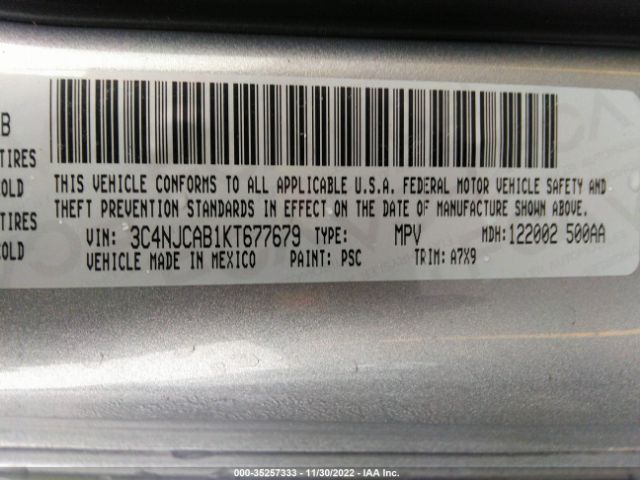 B
TIRES
COLD
TIRES
COLD
THIS VEHICLE CONFORMS TO ALL APPLICABLE U.S.A. FEDERAL MOTOR VEHICLE SAFETY AND
THEFT PREVENTION STANDARDS IN EFFECT ON THE DATE OF MANUFACTURE SHOWN ABOVE.
VIN: 3C4NJCAB1KT677679 TYPE: MPV MDH:122002 500AA
VEHICLE MADE IN MEXICO PAINT: PSC TRIM: A7X9
000-35257333 - 11/30/2022 - IAA Inc.